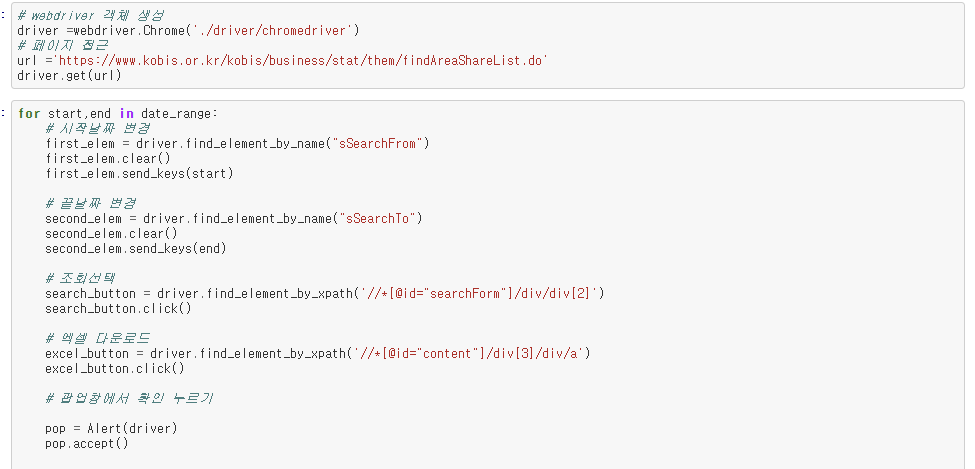 :
# webdriver 객체 생성
driver =webdriver.Chrome('./driver/chromedriver')
# 페이지 접근
url ='https://www.kobis.or.kr/kobis/business/stat/them/findAreaShareList.do'
driver.get(url)
:
for start,end in date_range:
    # 시작날짜 변경
    first_elem = driver.find_element_by_name("sSearchFrom")
    first_elem.clear()
    first_elem.send_keys(start)

    # 끝날짜 변경
    second_elem = driver.find_element_by_name("sSearchTo")
    second_elem.clear()
    second_elem.send_keys(end)

    # 조회선택
    search_button = driver.find_element_by_xpath('//*[@id="searchForm"]/div/div[2]')
    search_button.click()

    # 엑셀 다운로드
    excel_button = driver.find_element_by_xpath('//*[@id="content"]/div[3]/div/a')
    excel_button.click()

    # 팝업창에서 확인 누르기

    pop = Alert(driver)
    pop.accept()